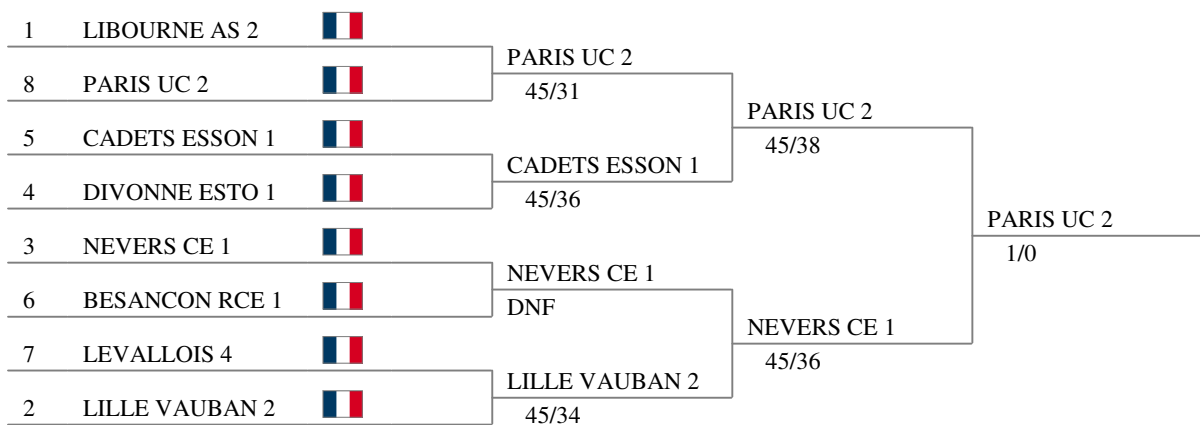 1 LIBOURNE AS 2
PARIS UC 2
8 PARIS UC 2
45/31
PARIS UC 2
5 CADETS ESSON 1
45/38
CADETS ESSON 1
4 DIVONNE ESTO 1
45/36
PARIS UC 2
3 NEVERS CE 1
1/0
NEVERS CE 1
6 BESANCON RCE 1
DNF
NEVERS CE 1
7 LEVALLOIS 4
45/36
LILLE VAUBAN 2
2 LILLE VAUBAN 2
45/34